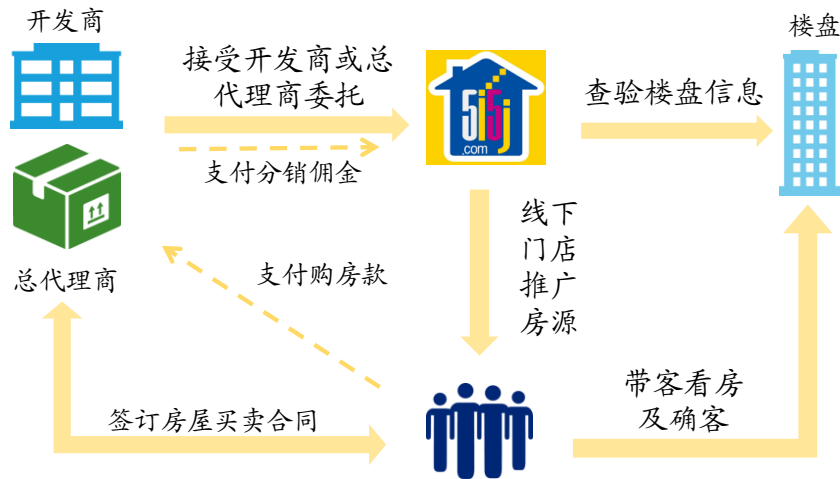 开发商
楼盘
接受开发商或总
代理商委托
5i5j
.com
查验楼盘信息
支付分销佣金
线下
门店
推广
房源
总代理商
支付购房款
带客看房
及确客
签订房屋买卖合同